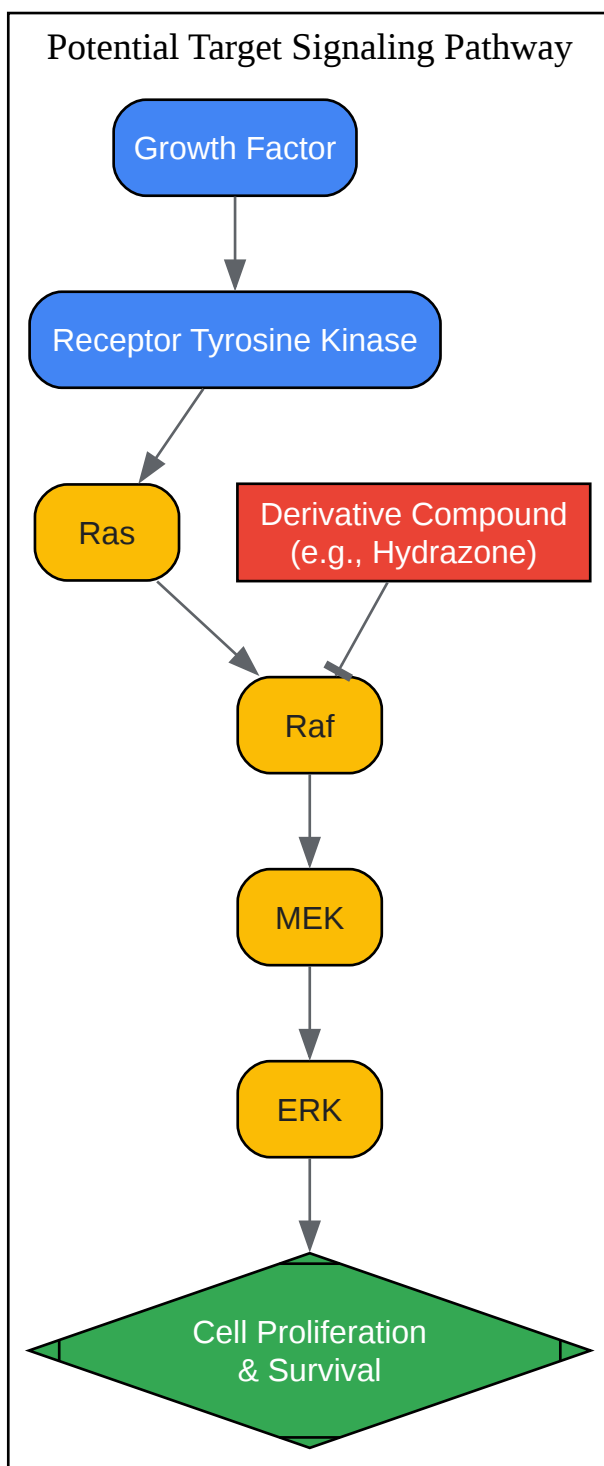 Potential Target Signaling Pathway
Growth Factor
Receptor Tyrosine Kinase
Ras
Derivative Compound
(e.g., Hydrazone)
Raf
MEK
ERK
Cell Proliferation
& Survival